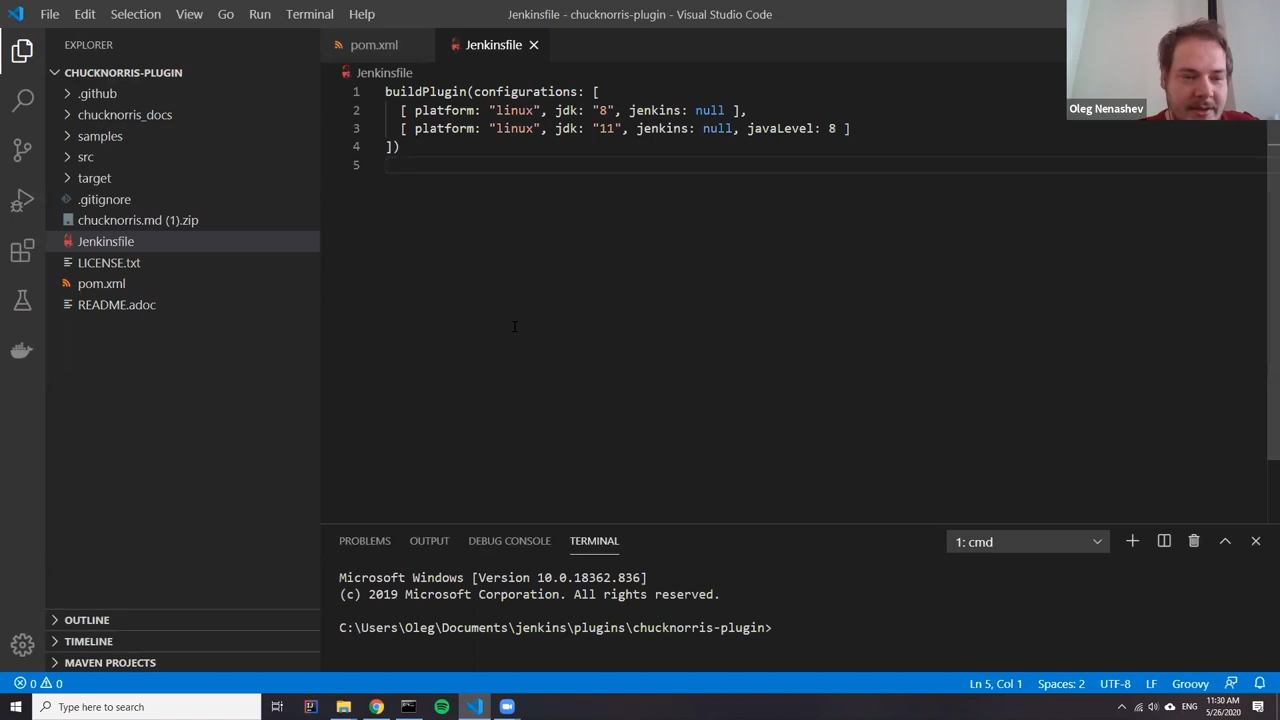 File Edit Selection View Go Run Terminal Help
Jenkinsfile - chucknorris-plugin - Visual Studio Code
Oleg Nenashev
EXPLORER
CHUCKNORRIS-PLUGIN
.github
chucknorris_docs
samples
src
target
.gitignore
chucknorris.md (1).zip
Jenkinsfile
LICENSE.txt
pom.xml
README.adoc
OUTLINE
TIMELINE
MAVEN PROJECTS
pom.xml
Jenkinsfile
Jenkinsfile
1 buildPlugin(configurations: [
2 [ platform: "linux", jdk: "8", jenkins: null ],
3 [ platform: "linux", jdk: "11", jenkins: null, javaLevel: 8 ]
4 ])
5
PROBLEMS OUTPUT DEBUG CONSOLE TERMINAL
1: cmd
Microsoft Windows [Version 10.0.18362.836]
(c) 2019 Microsoft Corporation. All rights reserved.
C:\Users\Oleg\Documents\jenkins\plugins\chucknorris-plugin>
0 0
Ln 5, Col 1 Spaces: 2 UTF-8 LF Groovy
Type here to search
ENG
11:30 AM
5/26/2020